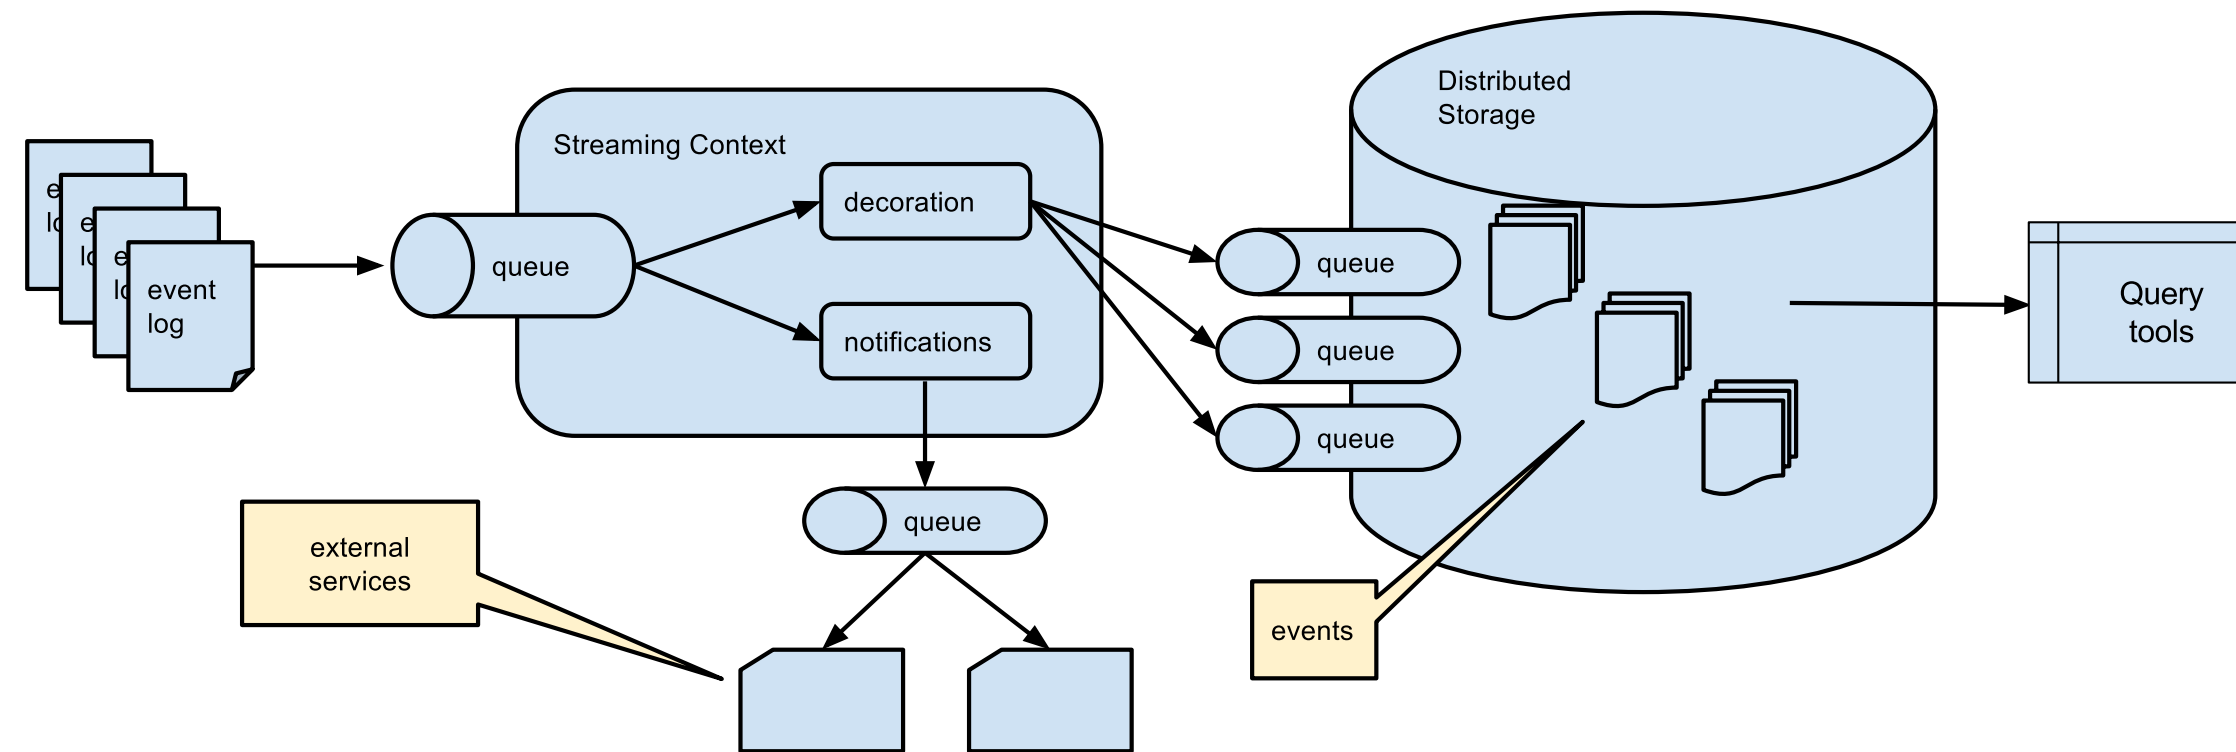 Distributed
Storage
Streaming Context
decoration
queue
queue
event
log
notifications
queue
queue
Query
tools
queue
external
services
events